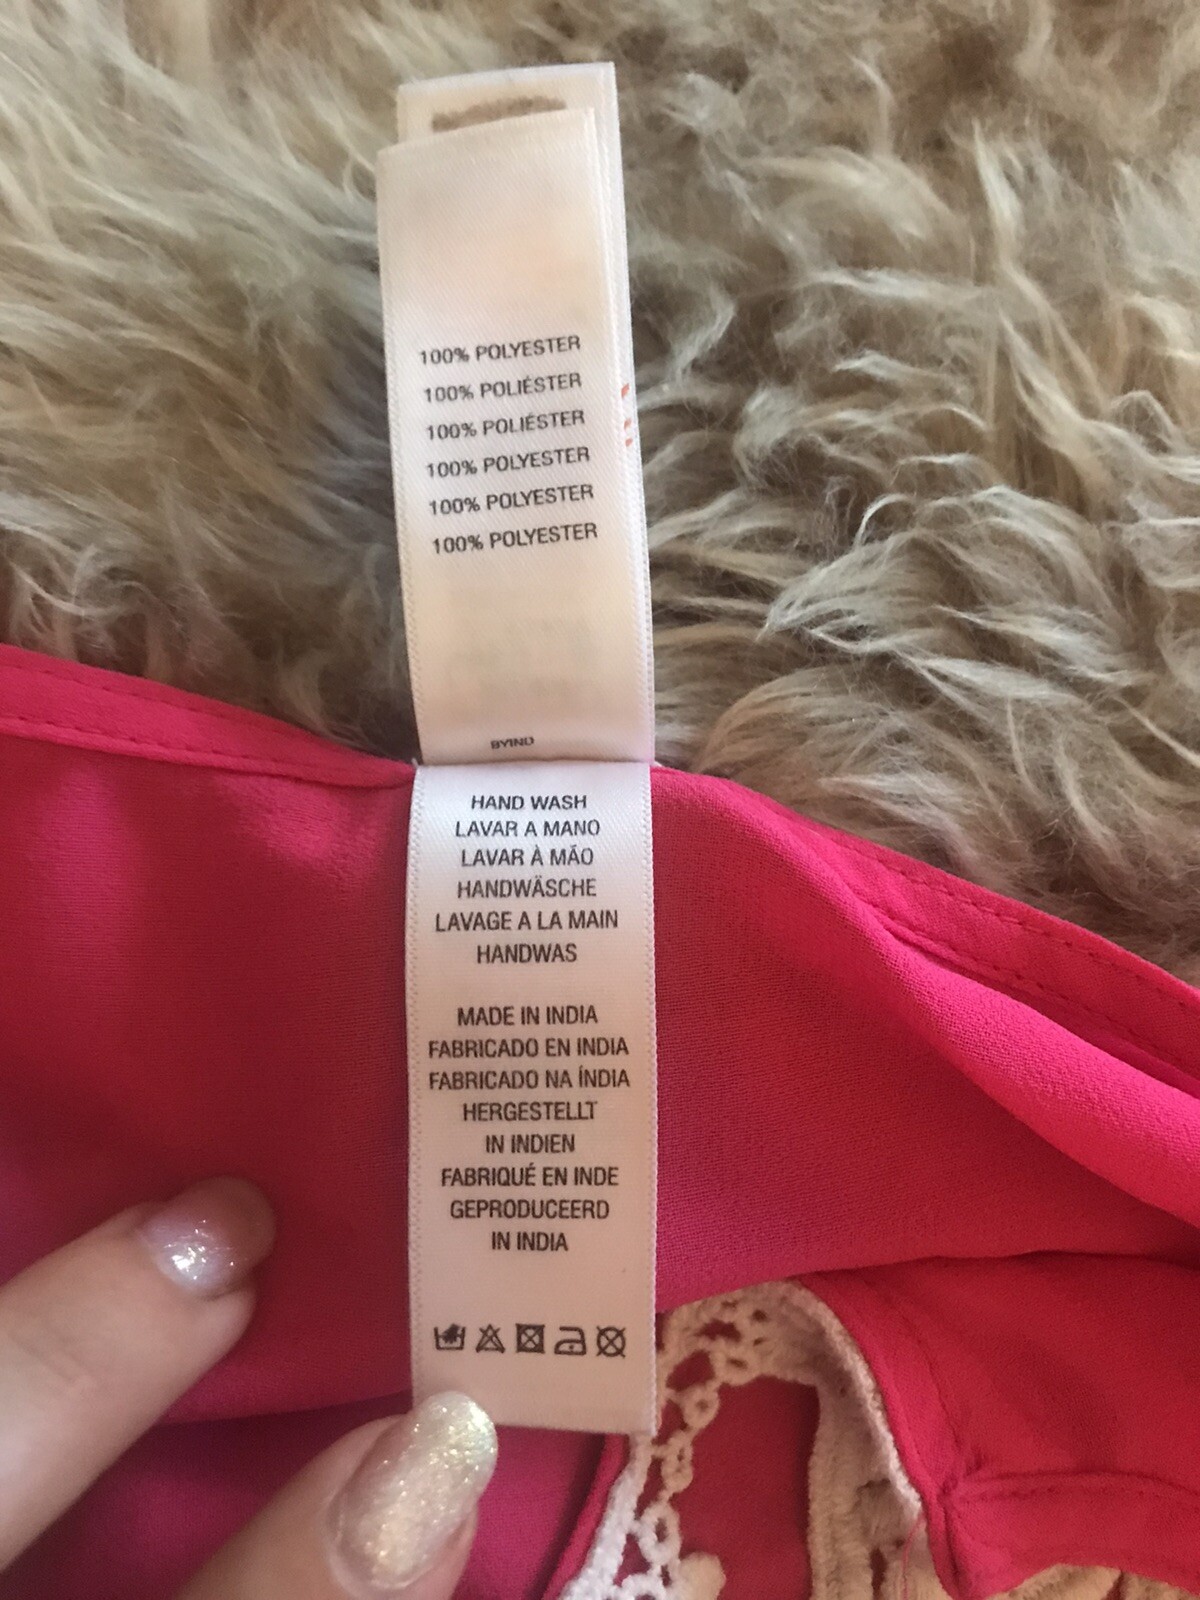 100% POLYESTER
100% POLIÉSTER
100% POLIÉSTER
100% POLYESTER
100% POLYESTER
100% POLYESTER
BYIND
HAND WASH
LAVAR A MANO
LAVAR À MÃO
HANDWÄSCHE
LAVAGE A LA MAIN
HANDWAS
MADE IN INDIA
FABRICADO EN INDIA
FABRICADO NA ÍNDIA
HERGESTELLT
IN INDIEN
FABRIQUÉ EN INDE
GEPRODUCEERD
IN INDIA